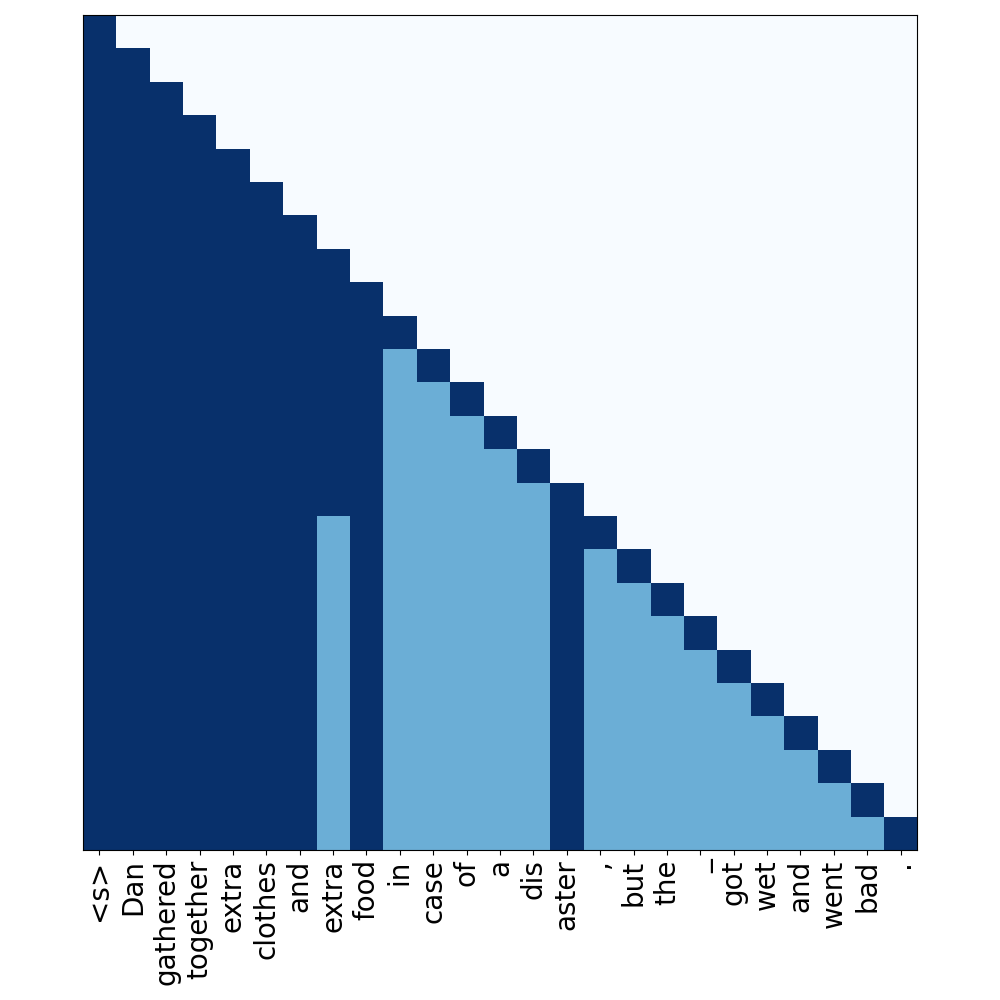 <s>
Dan
gathered
together
extra
clothes
and
extra
food
in
case
of
a
dis
aster
,
but
the
_
got
wet
and
went
bad
.